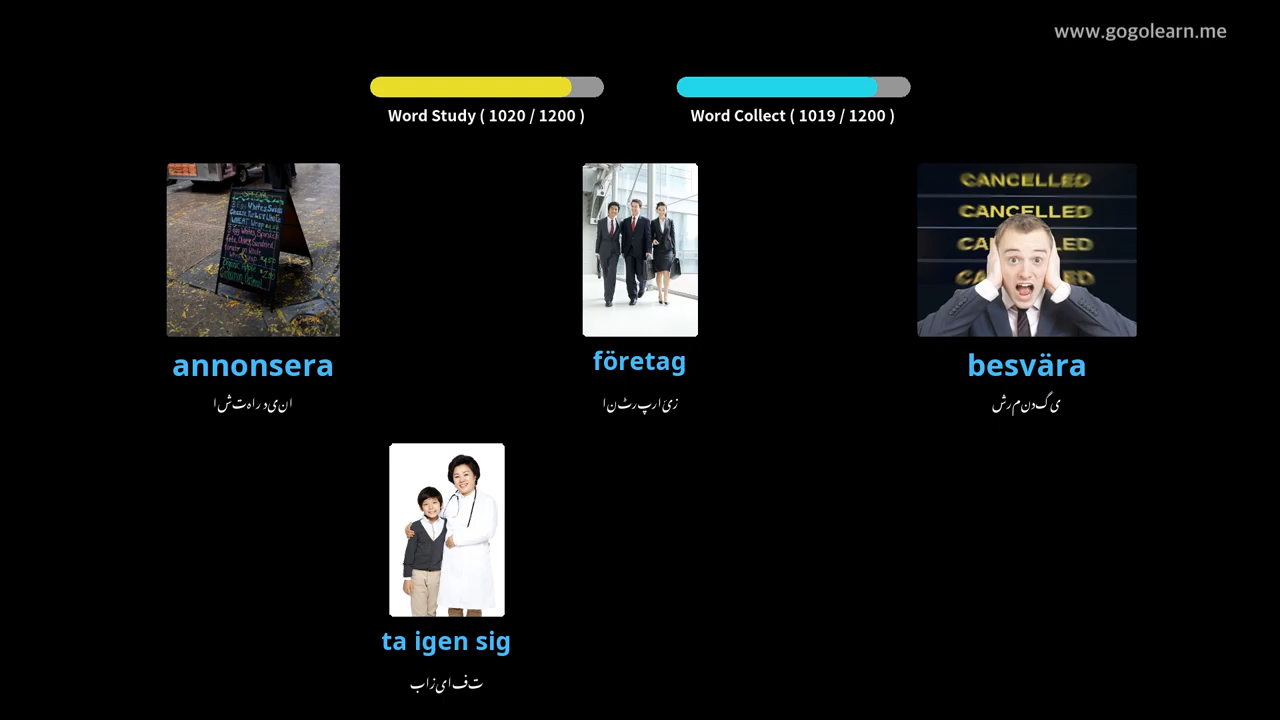 www.gogolearn.me
Word Study ( 1020 / 1200 )
Word Collect ( 1019 / 1200 )
CANCELLED
CANCELLED
annonsera
اشتہار دینا
företag
انٹرپرائز
besvära
شرمندگی
ta igen sig
بازیافت